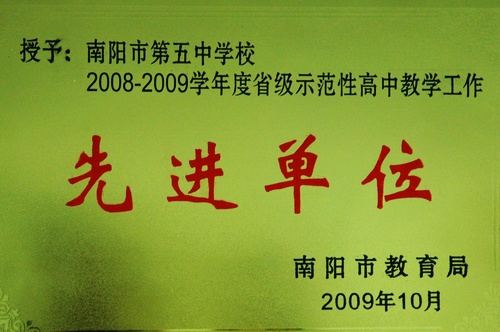 授予：南阳市第五中学校
2008-2009学年度省级示范性高中教学工作
先进单位
南阳市教育局
2009年10月